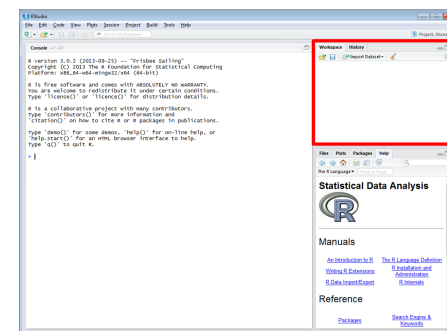 RStudio
File Edit Code View Plots Session Project Build Tools Help
Project: (None)
Console
R version 3.0.2 (2013-09-25) -- "Frisbee Sailing"
Copyright (C) 2013 The R Foundation for Statistical Computing
Platform: x86_64-w64-mingw32/x64 (64-bit)
R is free software and comes with ABSOLUTELY NO WARRANTY.
You are welcome to redistribute it under certain conditions.
Type 'license()' or 'licence()' for distribution details.
R is a collaborative project with many contributors.
Type 'contributors()' for more information and
'citation()' on how to cite R or R packages in publications.
Type 'demo()' for some demos, 'help()' for on-line help, or
'help.start()' for an HTML browser interface to help.
Type 'q()' to quit R.
>
Workspace History
Import Dataset
Files Plots Packages Help
The R Language
Statistical Data Analysis
R
Manuals
An Introduction to R The R Language Definition
Writing R Extensions R Installation and Administration
R Data Import/Export R Internals
Reference
Packages Search Engine & Keywords